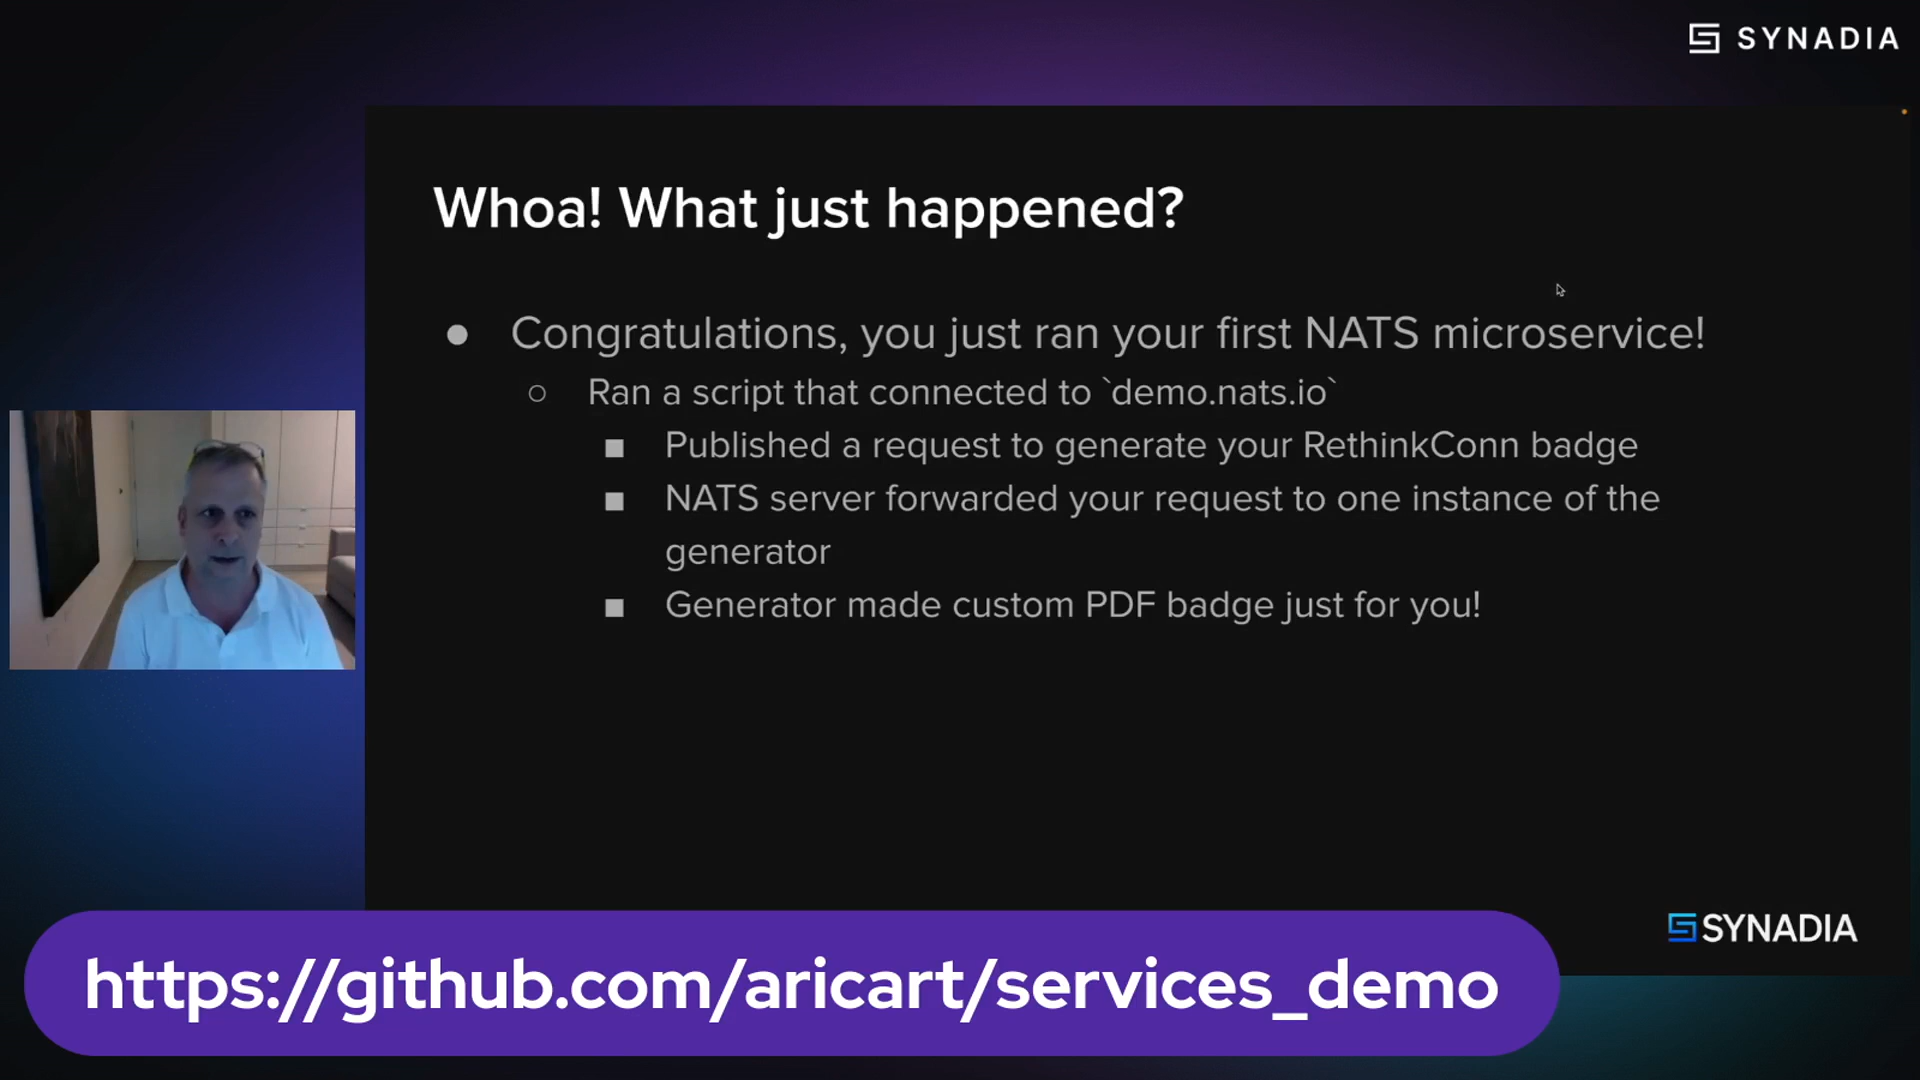 SYNADIA
Whoa! What just happened?
● Congratulations, you just ran your first NATS microservice!
○ Ran a script that connected to `demo.nats.io`
■ Published a request to generate your RethinkConn badge
■ NATS server forwarded your request to one instance of the
generator
■ Generator made custom PDF badge just for you!
SYNADIA
https://github.com/aricart/services_demo